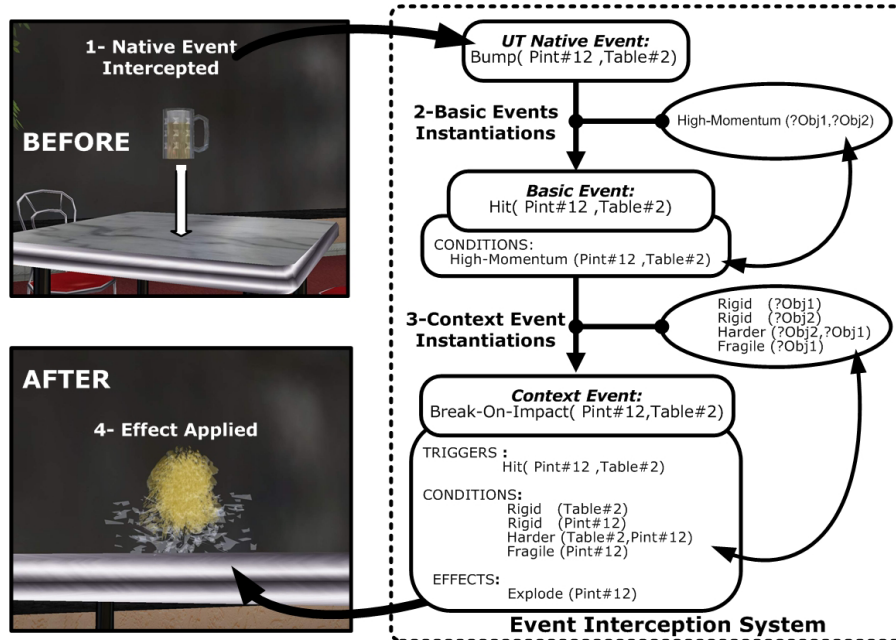 1- Native Event
Intercepted
BEFORE
AFTER
4- Effect Applied
UT Native Event:
Bump( Pint#12 ,Table#2)
2-Basic Events
Instantiations
High-Momentum (?Obj1,?Obj2)
Basic Event:
Hit( Pint#12 ,Table#2)
CONDITIONS:
High-Momentum (Pint#12 ,Table#2)
3-Context Event
Instantiations
Rigid (?Obj1)
Rigid (?Obj2)
Harder (?Obj2,?Obj1)
Fragile (?Obj1)
Context Event:
Break-On-Impact( Pint#12,Table#2)
TRIGGERS :
Hit( Pint#12 ,Table#2)
CONDITIONS:
Rigid (Table#2)
Rigid (Pint#12)
Harder (Table#2,Pint#12)
Fragile (Pint#12)
EFFECTS:
Explode (Pint#12)
Event Interception System